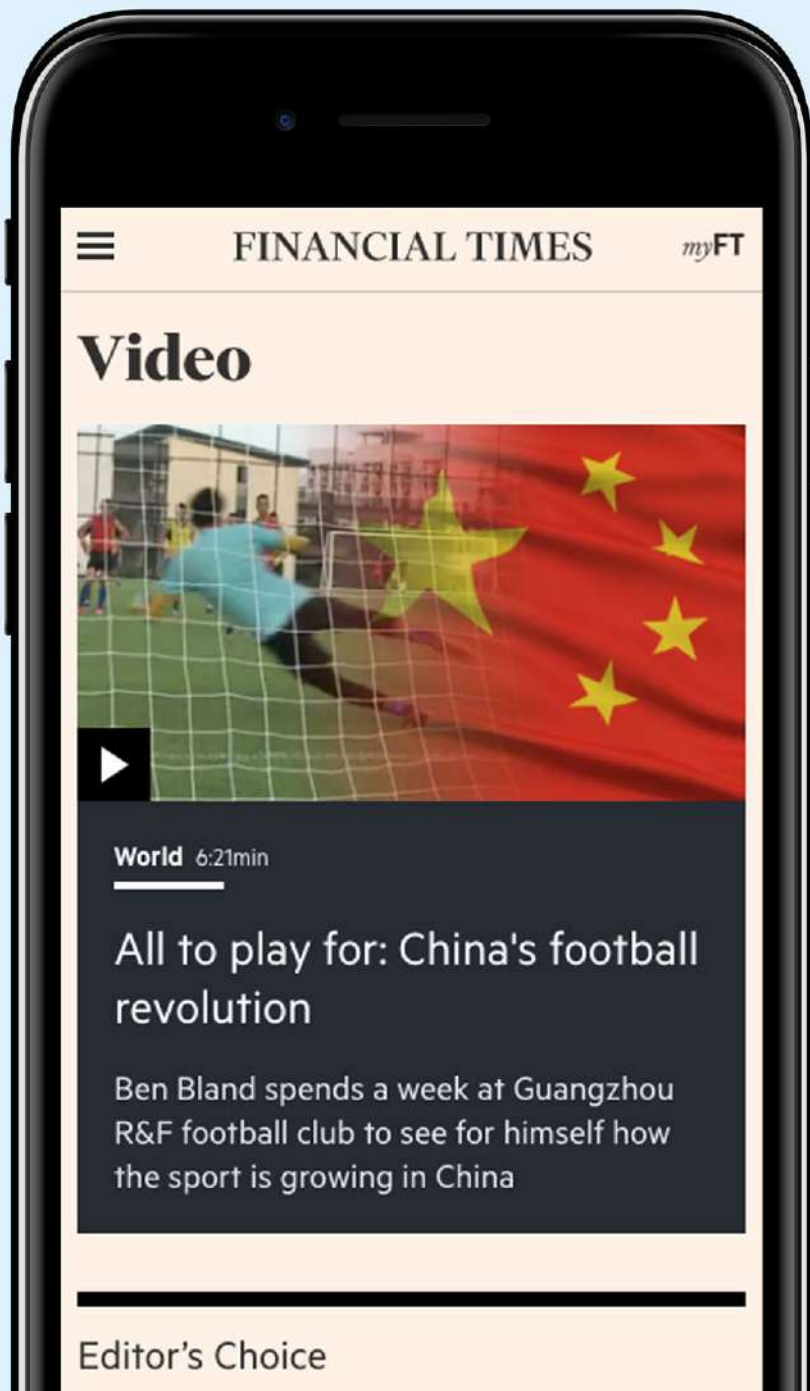 FINANCIAL TIMES
myFT
Video
World 6:21min
All to play for: China's football
revolution
Ben Bland spends a week at Guangzhou
R&F football club to see for himself how
the sport is growing in China
Editor's Choice